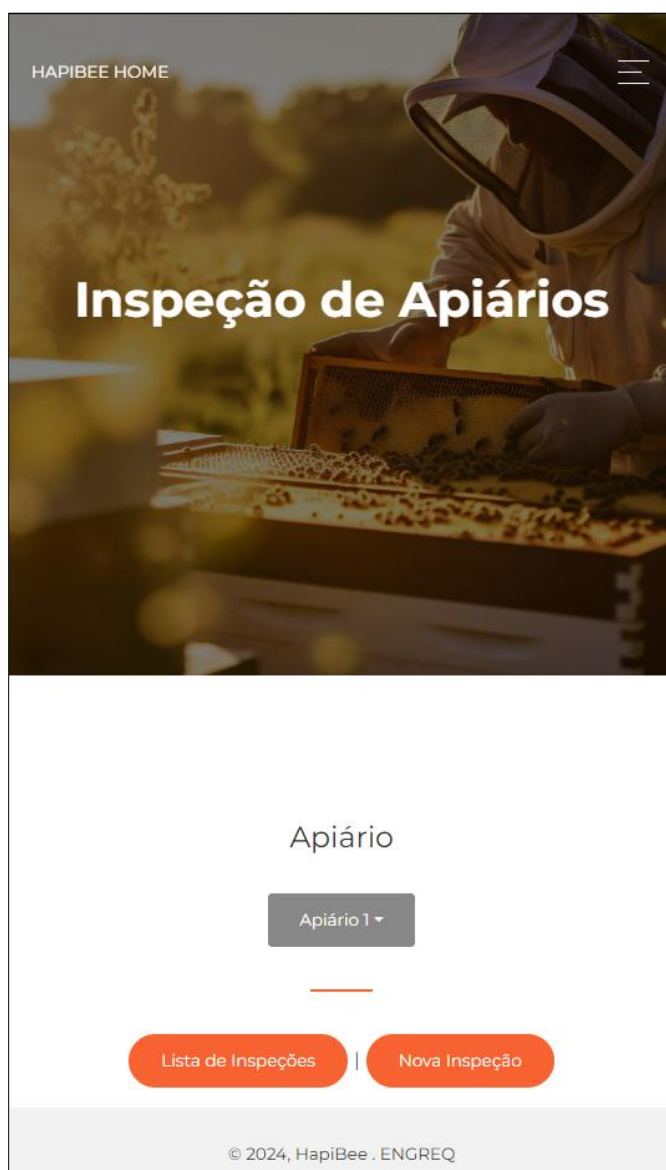 HAPIBEE HOME
Inspeção de Apiários
Apiário
Apiário 1
Lista de Inspeções | Nova Inspeção
© 2024, HapiBee . ENGREQ